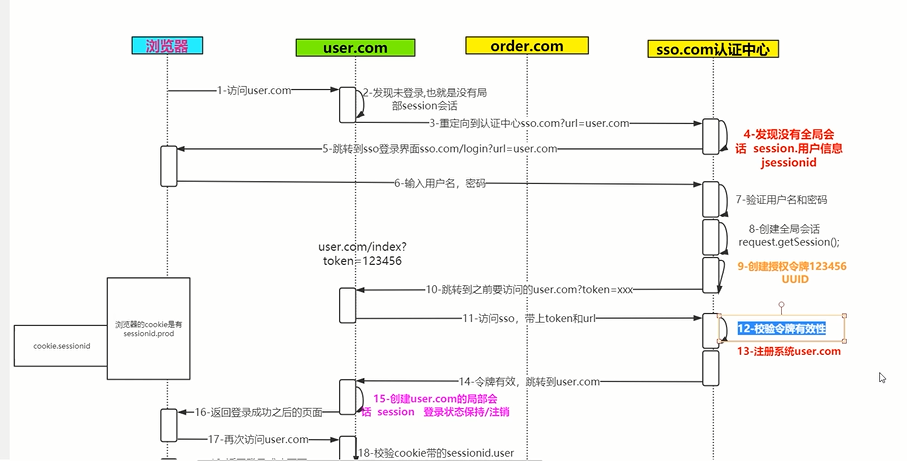 浏览器
user.com
order.com
sso.com认证中心
1-访问user.com
2-发现未登录,也就是没有局
部session会话
3-重定向到认证中心sso.com?url=user.com
4-发现没有全局会
话 session.用户信息
jsessionid
5-跳转到sso登录界面sso.com/login?url=user.com
6-输入用户名，密码
7-验证用户名和密码
8-创建全局会话
request.getSession();
user.com/index?
token=123456
9-创建授权令牌123456
UUID
10-跳转到之前要访问的user.com?token=xxx
浏览器的cookie是有
sessionid.prod
cookie.sessionid
11-访问sso，带上token和url
12-校验令牌有效性
13-注册系统user.com
14-令牌有效，跳转到user.com
15-创建user.com的局部会
话 session 登录状态保持/注销
16-返回登录成功之后的页面
17-再次访问user.com
18-校验cookie带的sessionid.user